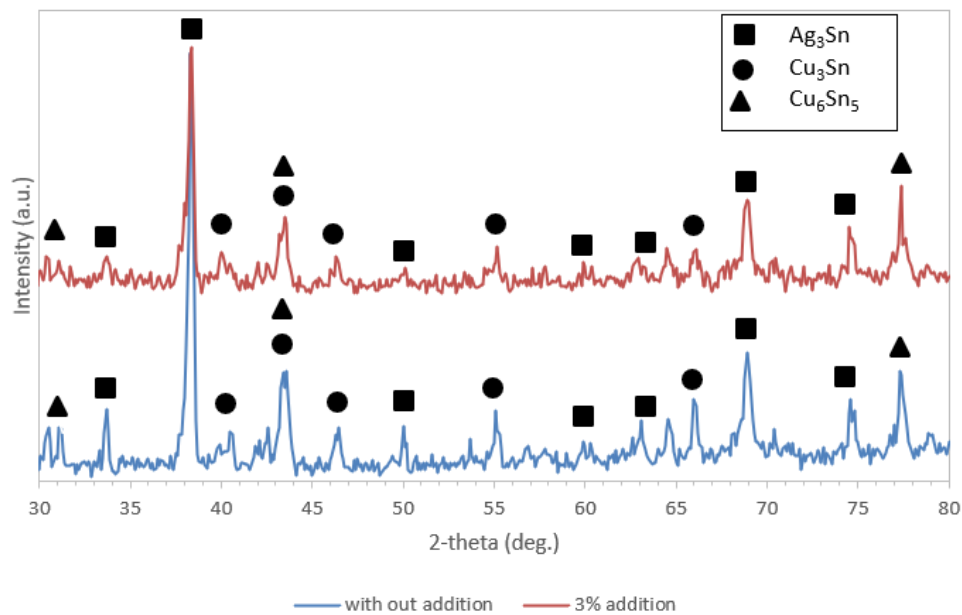 Ag₃Sn
Cu₃Sn
Cu₆Sn₅
Intensity (a.u.)
30 35 40 45 50 55 60 65 70 75 80
2-theta (deg.)
with out addition 3% addition